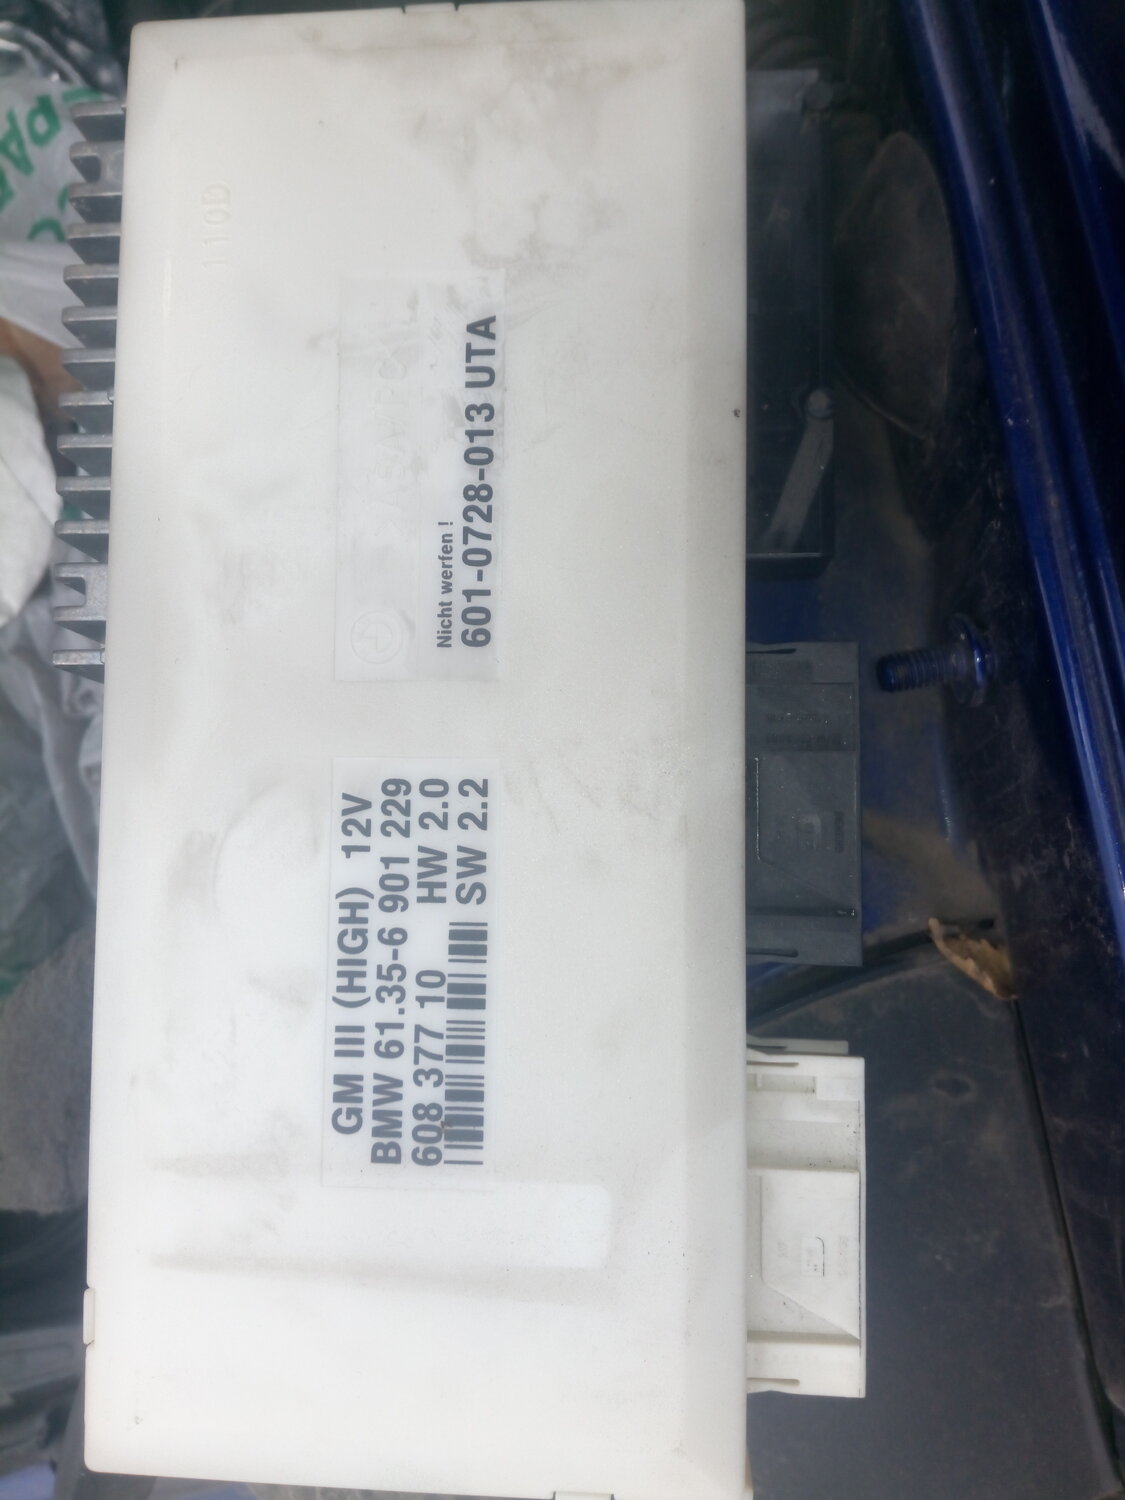 GM III (HIGH) 12V
BMW 61.35-6 901 229
608 377 10 HW 2.0
SW 2.2
Nicht werfen !
601-0728-013 UTA
110D